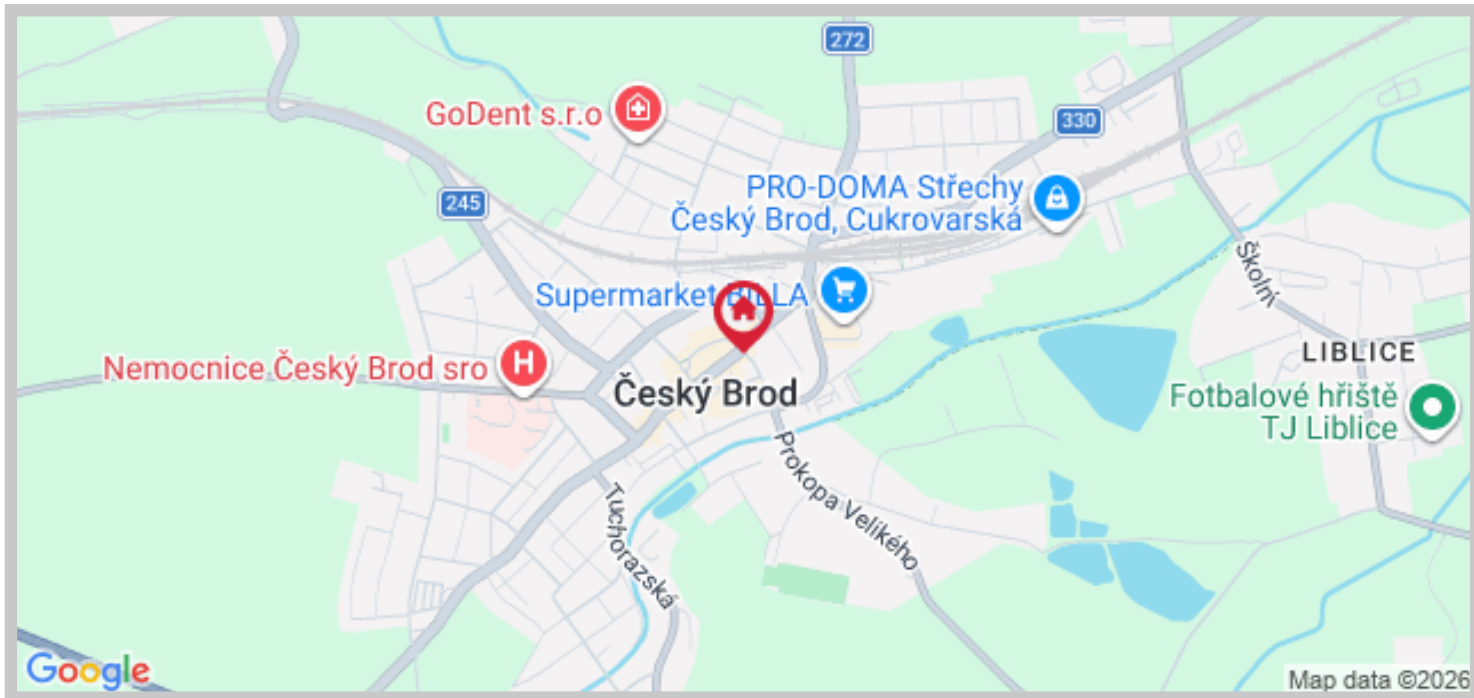 272
GoDent s.r.o
330
PRO-DOMA Střechy
Český Brod, Cukrovarská
245
Školní
Supermarket BILLA
LIBLICE
Nemocnice Český Brod sro
H
Český Brod
Fotbalové hřiště
TJ Liblice
Prokopa Velikého
Tuchorazská
Google
Map data ©2026